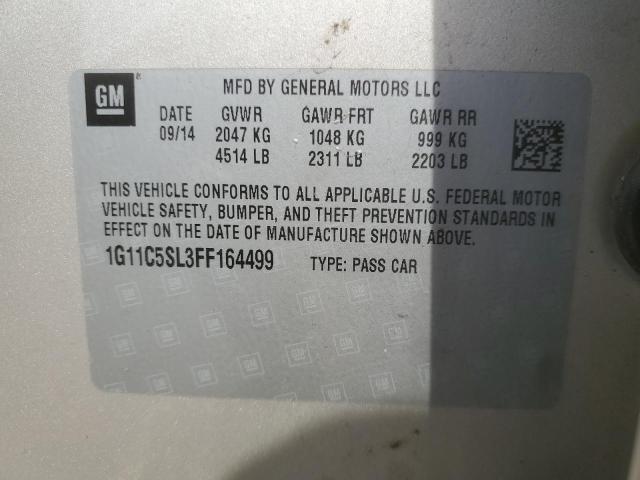 GM
MFD BY GENERAL MOTORS LLC
DATE GVWR GAWR FRT GAWR RR
09/14 2047 KG 1048 KG 999 KG
4514 LB 2311 LB 2203 LB
THIS VEHICLE CONFORMS TO ALL APPLICABLE U.S. FEDERAL MOTOR
VEHICLE SAFETY, BUMPER, AND THEFT PREVENTION STANDARDS IN
EFFECT ON THE DATE OF MANUFACTURE SHOWN ABOVE.
1G11C5SL3FF164499 TYPE: PASS CAR